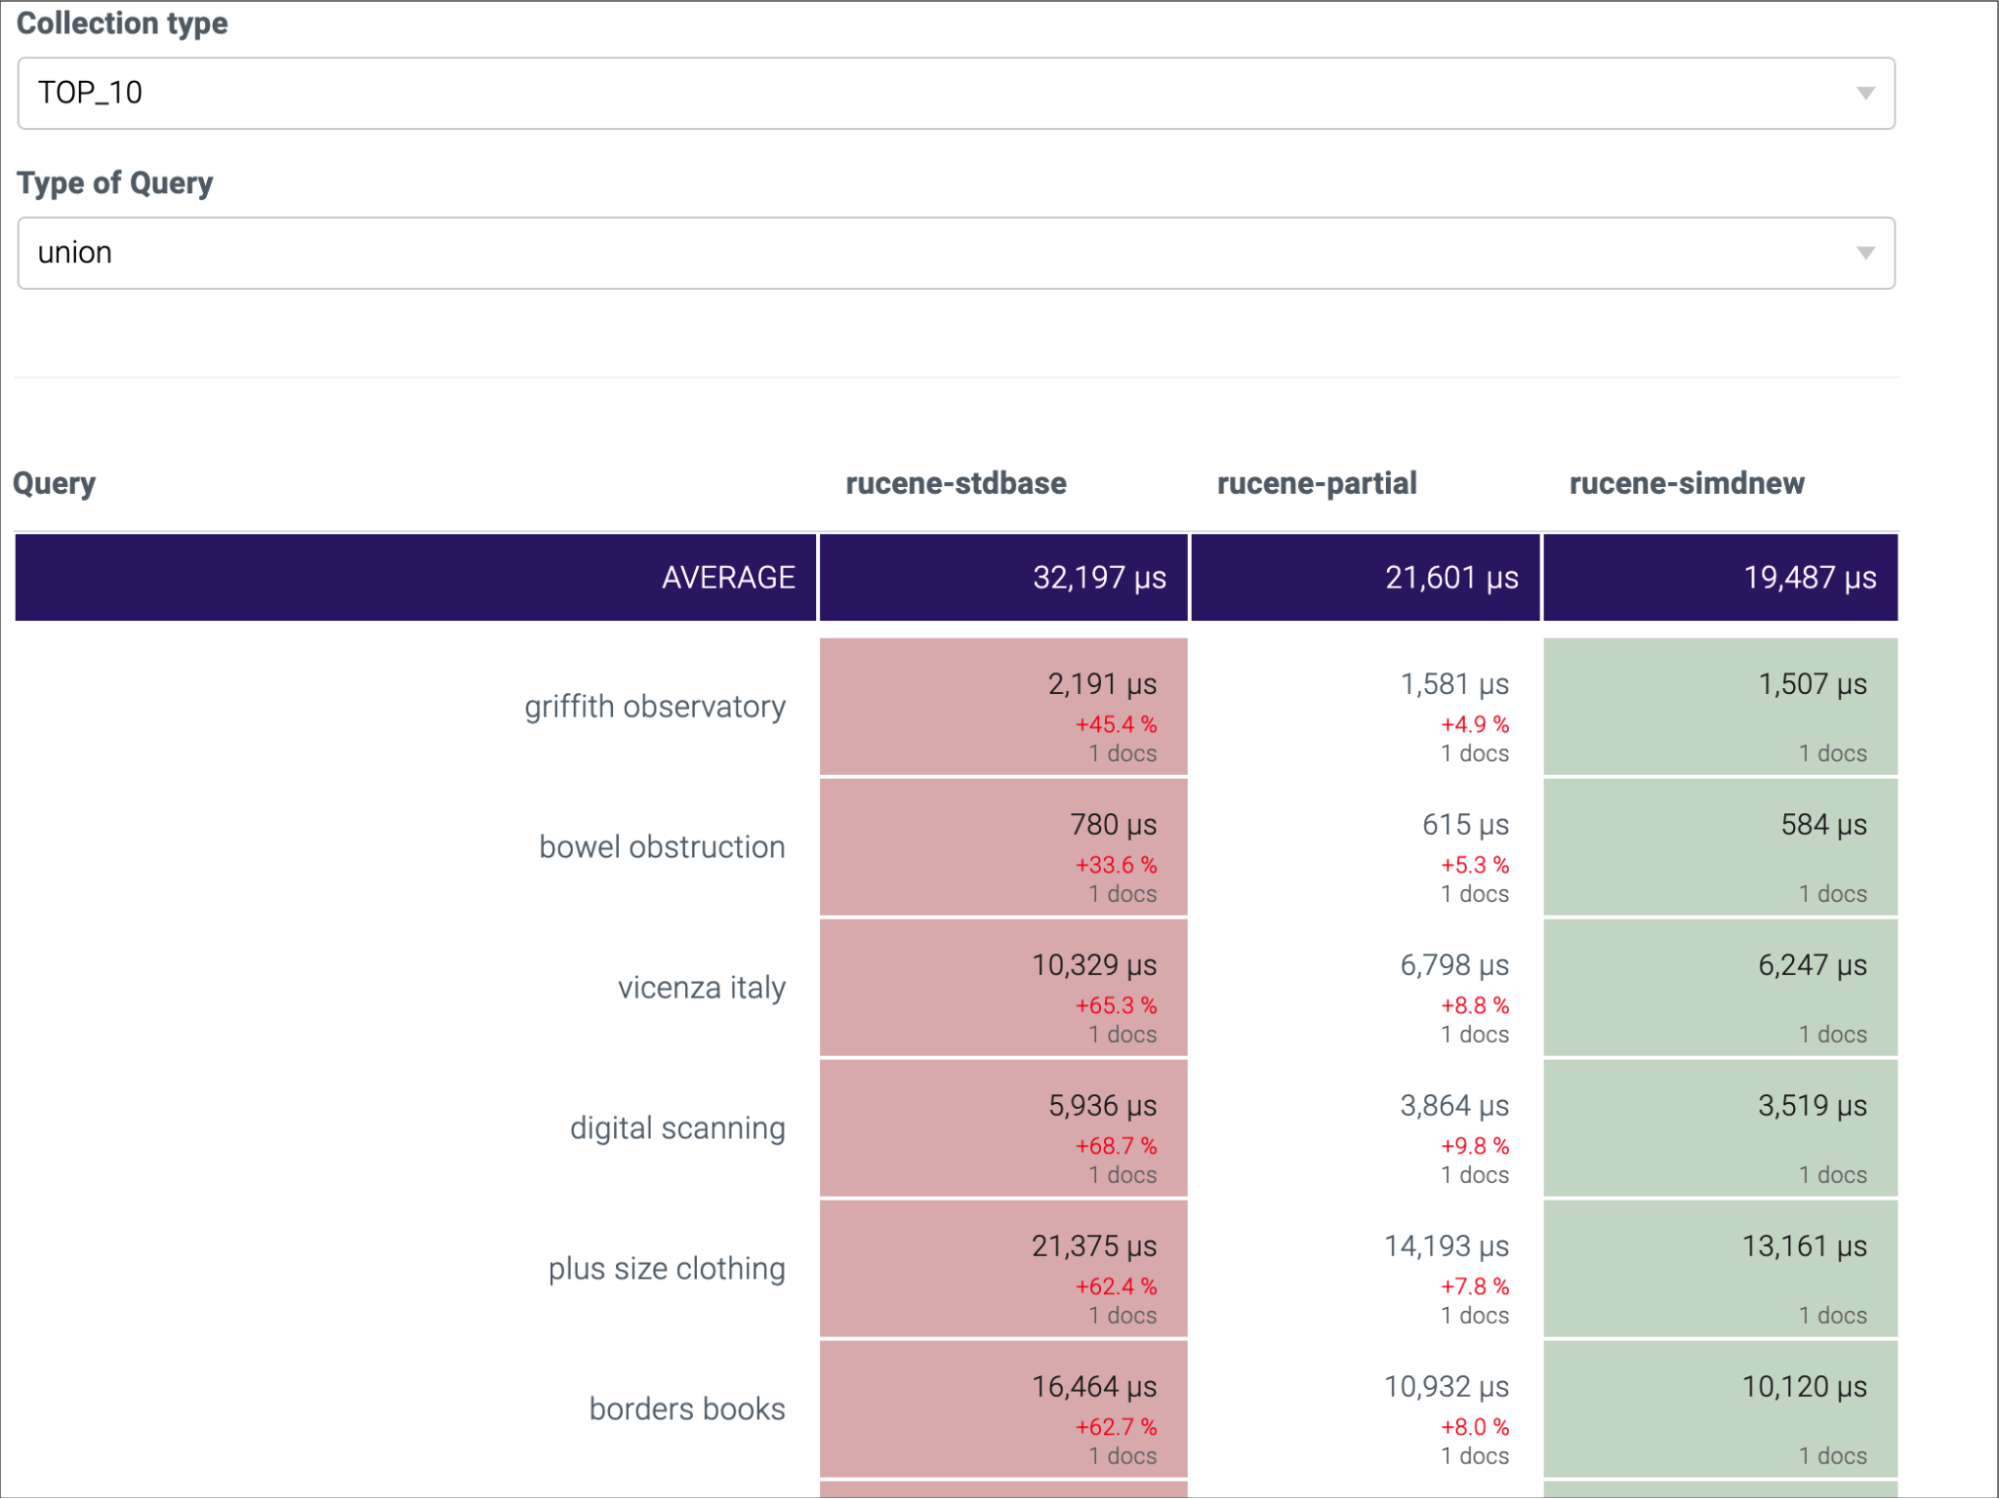 Collection type
TOP_10
Type of Query
union
Query rucene-stdbase rucene-partial rucene-simdnew
AVERAGE 32,197 µs 21,601 µs 19,487 µs
griffith observatory 2,191 µs 1,581 µs 1,507 µs
+45.4 % +4.9 %
1 docs 1 docs 1 docs
bowel obstruction 780 µs 615 µs 584 µs
+33.6 % +5.3 %
1 docs 1 docs 1 docs
vicenza italy 10,329 µs 6,798 µs 6,247 µs
+65.3 % +8.8 %
1 docs 1 docs 1 docs
digital scanning 5,936 µs 3,864 µs 3,519 µs
+68.7 % +9.8 %
1 docs 1 docs 1 docs
plus size clothing 21,375 µs 14,193 µs 13,161 µs
+62.4 % +7.8 %
1 docs 1 docs 1 docs
borders books 16,464 µs 10,932 µs 10,120 µs
+62.7 % +8.0 %
1 docs 1 docs 1 docs